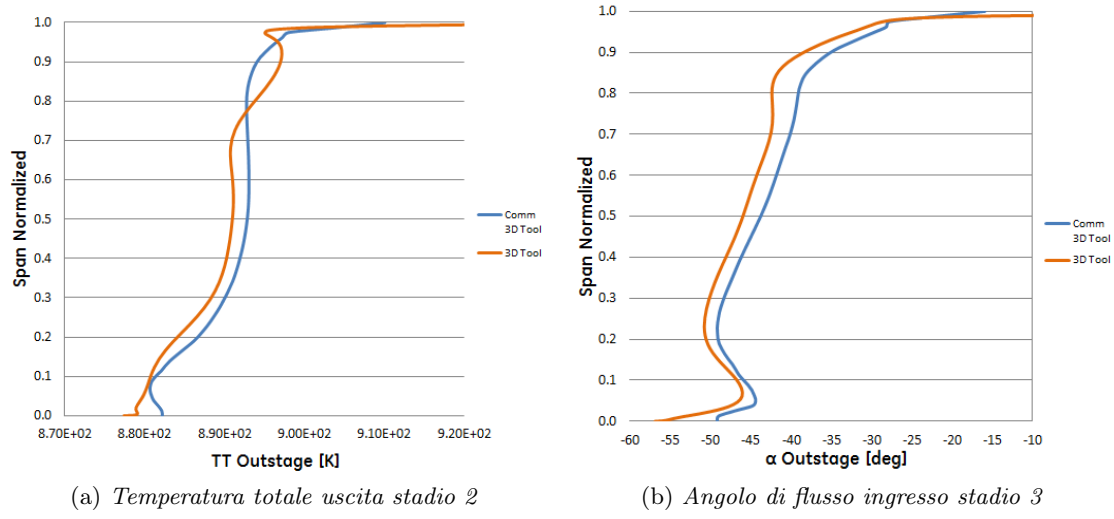 1.0
0.9
0.8
0.7
0.6
0.5
0.4
0.3
0.2
0.1
0.0
Span Normalized
8.70E+02 8.80E+02 8.90E+02 9.00E+02 9.10E+02 9.20E+02
TT Outstage [K]
Comm
3D Tool
3D Tool
(a) Temperatura totale uscita stadio 2
1.0
0.9
0.8
0.7
0.6
0.5
0.4
0.3
0.2
0.1
0.0
Span Normalized
-60 -55 -50 -45 -40 -35 -30 -25 -20 -15 -10
α Outstage [deg]
Comm
3D Tool
3D Tool
(b) Angolo di flusso ingresso stadio 3